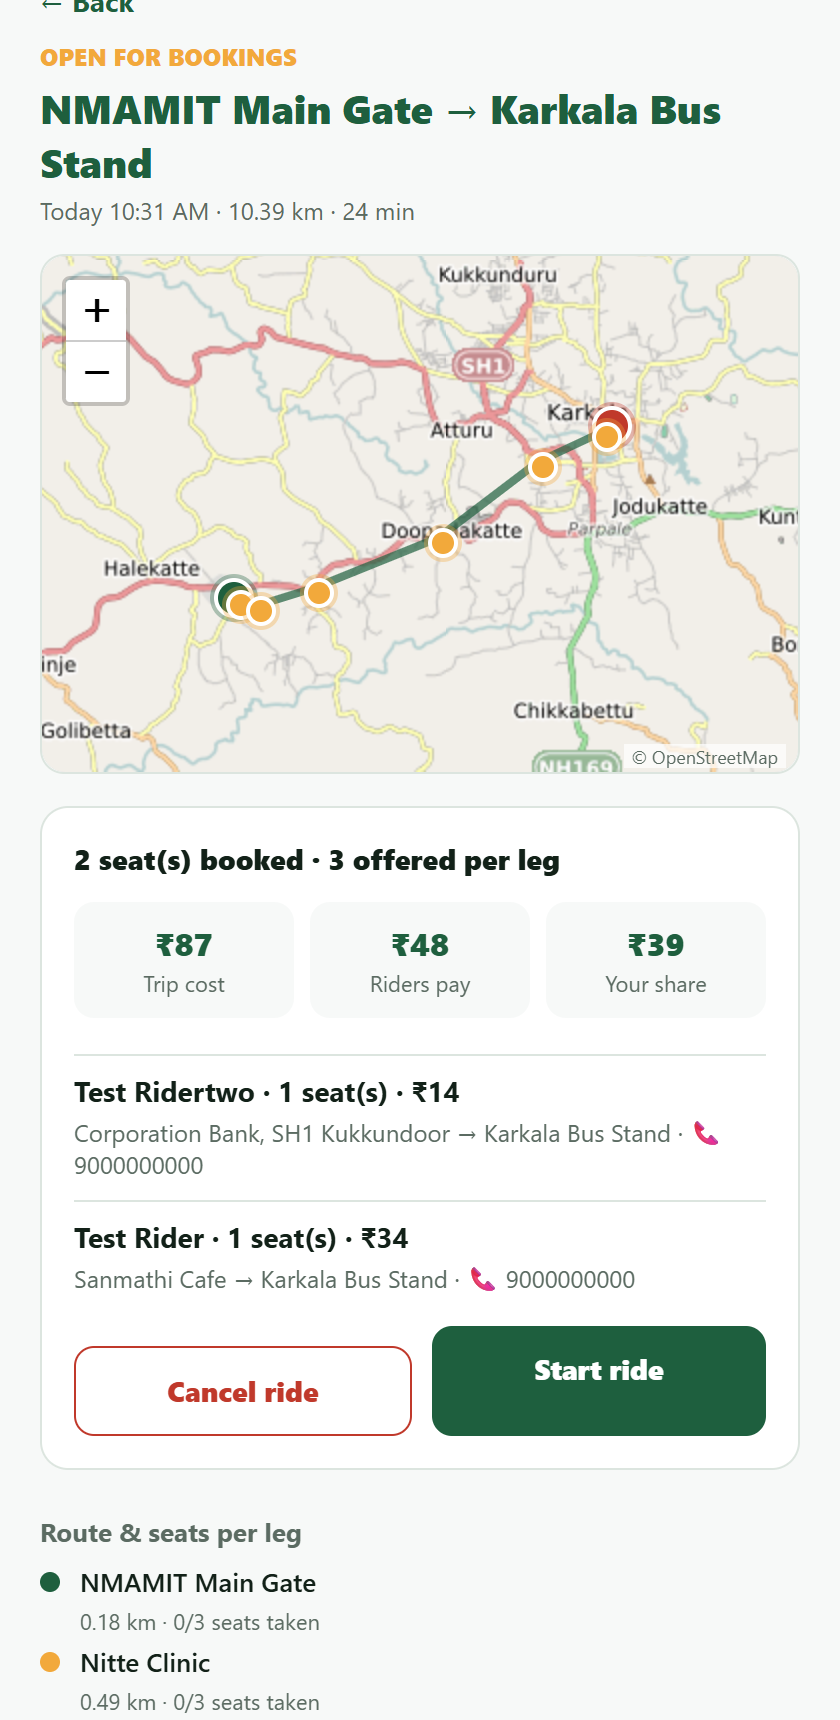 ← Back
OPEN FOR BOOKINGS
NMAMIT Main Gate → Karkala Bus
Stand
Today 10:31 AM · 10.39 km · 24 min
+
−
Kukkunduru
SH1
Kark
Atturu
Jodukatte
Kun
Doop
akatte
Parpale
Halekatte
Bo
inje
Chikkabettu
Golibetta
NH169
© OpenStreetMap
2 seat(s) booked · 3 offered per leg
₹87
Trip cost
₹48
Riders pay
₹39
Your share
Test Ridertwo · 1 seat(s) · ₹14
Corporation Bank, SH1 Kukkundoor → Karkala Bus Stand · 📞
9000000000
Test Rider · 1 seat(s) · ₹34
Sanmathi Cafe → Karkala Bus Stand · 📞 9000000000
Cancel ride
Start ride
Route & seats per leg
NMAMIT Main Gate
0.18 km · 0/3 seats taken
Nitte Clinic
0.49 km · 0/3 seats taken